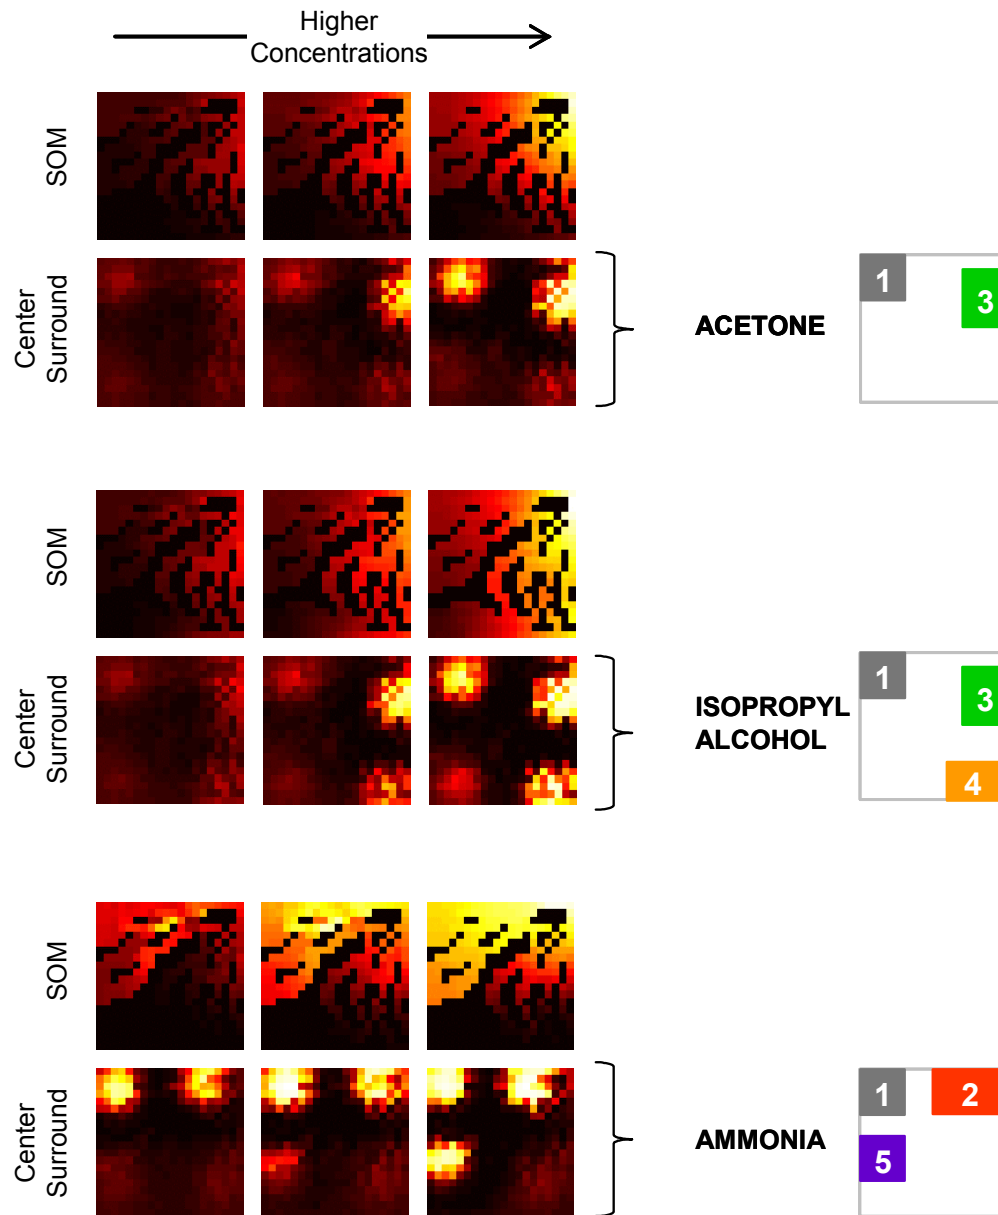 Higher
Concentrations
SOM
Center
Surround
ACETONE
1
3
SOM
Center
Surround
ISOPROPYL
ALCOHOL
1
3
4
SOM
Center
Surround
AMMONIA
1
2
5